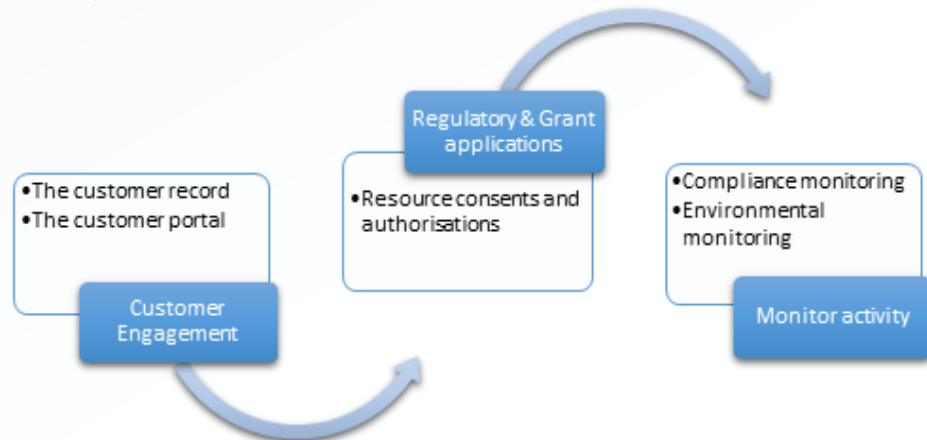 •The customer record
•The customer portal
Customer
Engagement
Regulatory & Grant
applications
•Resource consents and
authorisations
•Compliance monitoring
•Environmental
monitoring
Monitor activity